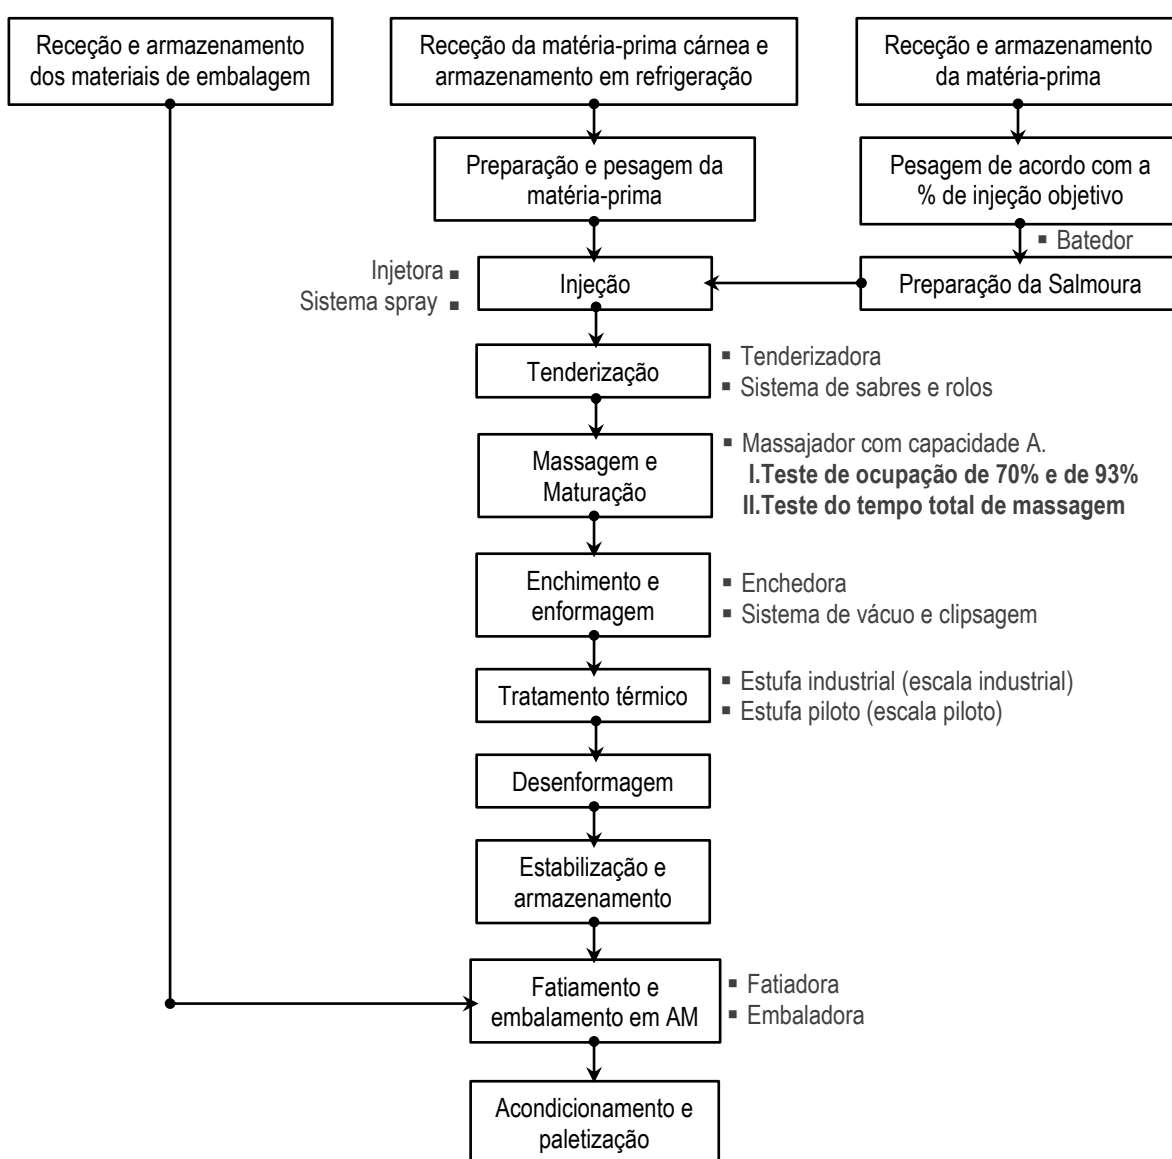 Receção e armazenamento
dos materiais de embalagem
Receção da matéria-prima cárnea e
armazenamento em refrigeração
Receção e armazenamento
da matéria-prima
Preparação e pesagem da
matéria-prima
Pesagem de acordo com a
% de injeção objetivo
▪ Batedor
Injetora ▪
Sistema spray ▪
Injeção
Preparação da Salmoura
Tenderização
▪ Tenderizadora
▪ Sistema de sabres e rolos
Massagem e
Maturação
▪ Massajador com capacidade A.
I.Teste de ocupação de 70% e de 93%
II.Teste do tempo total de massagem
Enchimento e
enformagem
▪ Enchedora
▪ Sistema de vácuo e clipsagem
Tratamento térmico
▪ Estufa industrial (escala industrial)
▪ Estufa piloto (escala piloto)
Desenformagem
Estabilização e
armazenamento
Fatiamento e
embalamento em AM
▪ Fatiadora
▪ Embaladora
Acondicionamento e
paletização